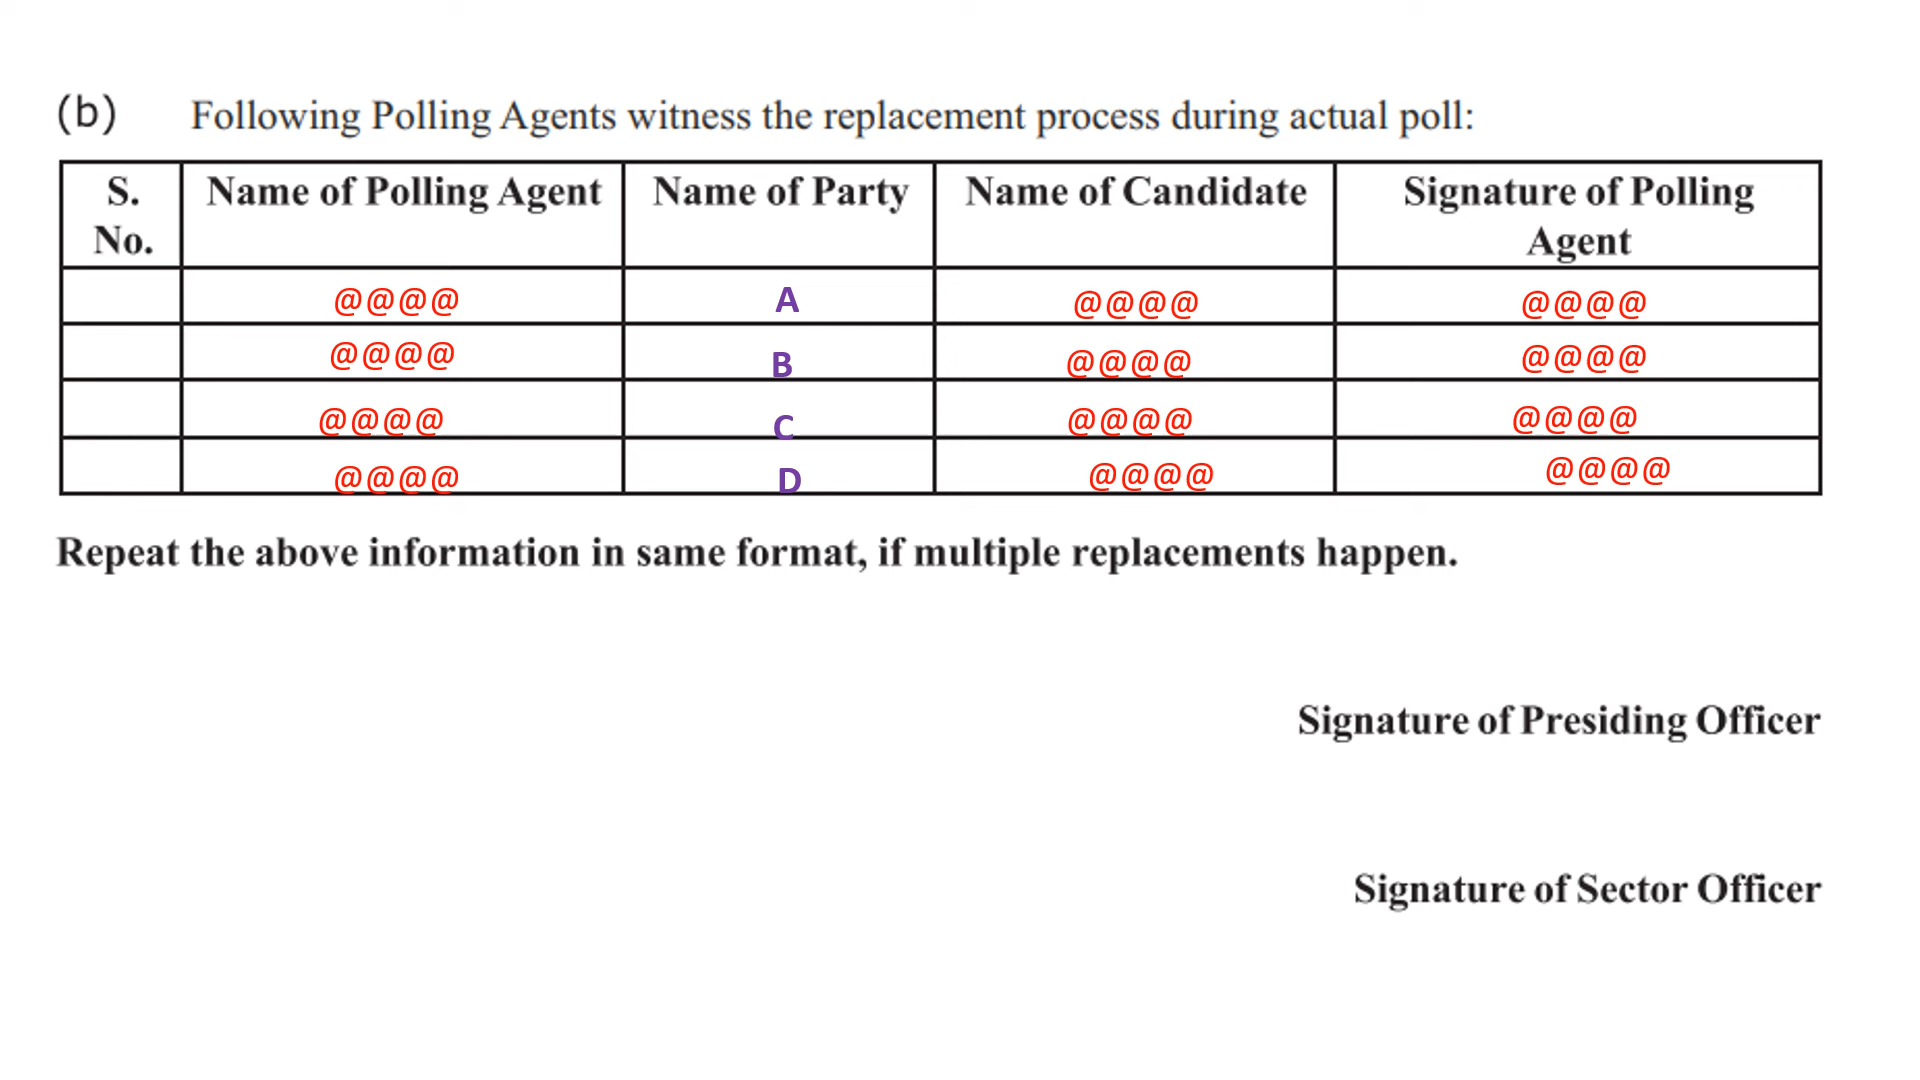 (b) Following Polling Agents witness the replacement process during actual poll:
S. No. Name of Polling Agent Name of Party Name of Candidate Signature of Polling Agent
@@@@ A @@@@ @@@@
@@@@ B @@@@ @@@@
@@@@ C @@@@ @@@@
@@@@ D @@@@ @@@@
Repeat the above information in same format, if multiple replacements happen.
Signature of Presiding Officer
Signature of Sector Officer